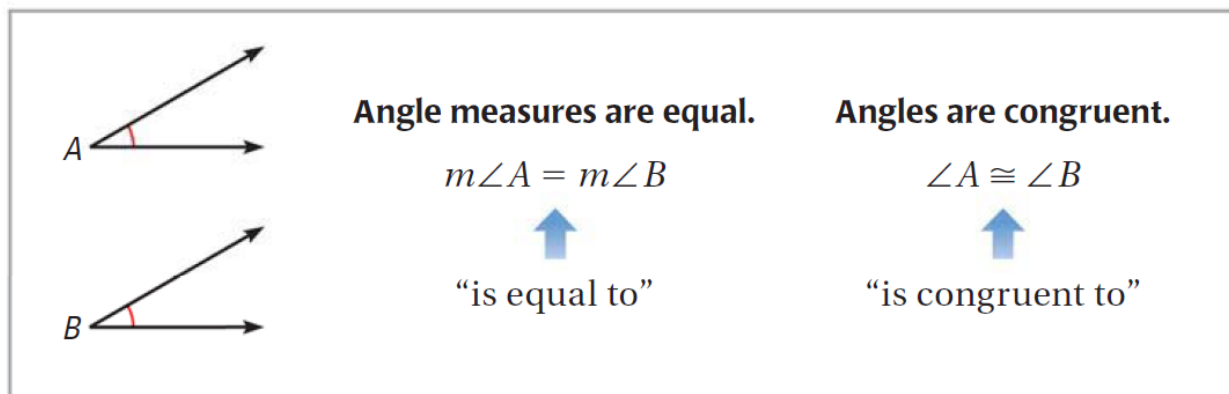 A
B
Angle measures are equal.
m∠A = m∠B
“is equal to”
Angles are congruent.
∠A ≅ ∠B
“is congruent to”